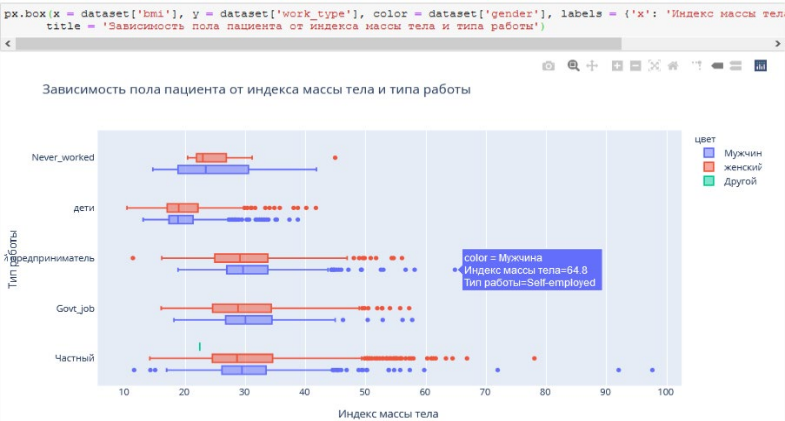 px.box(x = dataset['bmi'], y = dataset['work_type'], color = dataset['gender'], labels = {'x': 'Индекс массы тела
title = 'Зависимость пола пациента от индекса массы тела и типа работы')
Зависимость пола пациента от индекса массы тела и типа работы
цвет
Мужчин
женский
Другой
Never_worked
дети
предприниматель
Govt_job
Частный
Тип работы
color = Мужчина
Индекс массы тела=64.8
Тип работы=Self-employed
10 20 30 40 50 60 70 80 90 100
Индекс массы тела